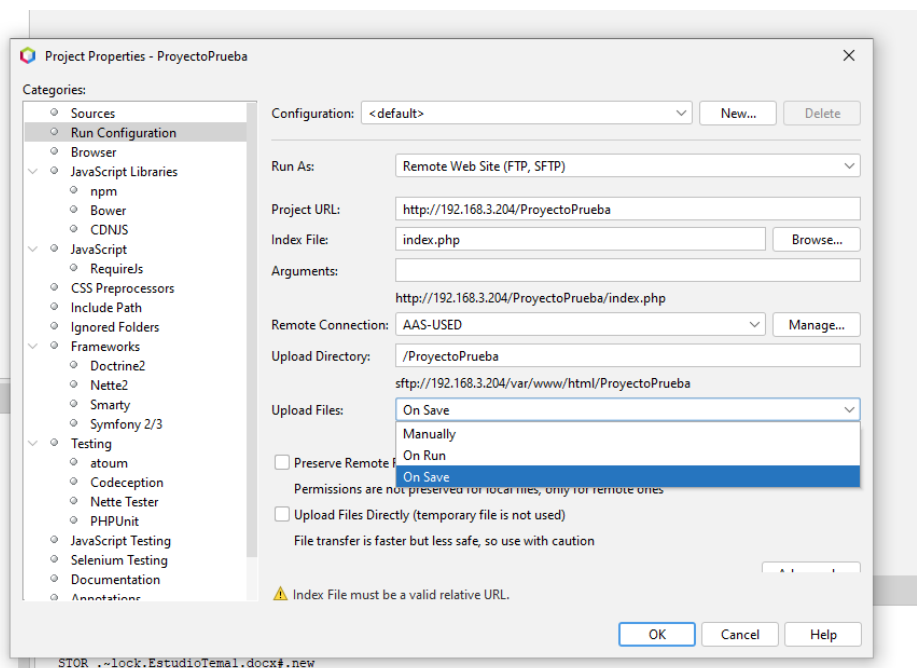 Project Properties - ProyectoPrueba
Categories:
Sources
Run Configuration
Browser
JavaScript Libraries
npm
Bower
CDNJS
JavaScript
RequireJs
CSS Preprocessors
Include Path
Ignored Folders
Frameworks
Doctrine2
Nette2
Smarty
Symfony 2/3
Testing
atoum
Codeception
Nette Tester
PHPUnit
JavaScript Testing
Selenium Testing
Documentation
Annotations
Configuration: <default> New... Delete
Run As: Remote Web Site (FTP, SFTP)
Project URL: http://192.168.3.204/ProyectoPrueba
Index File: index.php Browse...
Arguments:
http://192.168.3.204/ProyectoPrueba/index.php
Remote Connection: AAS-USED Manage...
Upload Directory: /ProyectoPrueba
sftp://192.168.3.204/var/www/html/ProyectoPrueba
Upload Files: On Save
Manually
On Run
On Save
Preserve Remote
Permissions are not preserved for local files, only for remote ones
Upload Files Directly (temporary file is not used)
File transfer is faster but less safe, so use with caution
Index File must be a valid relative URL.
OK Cancel Help
STOR .~lock.EstudioTema1.docx#.new